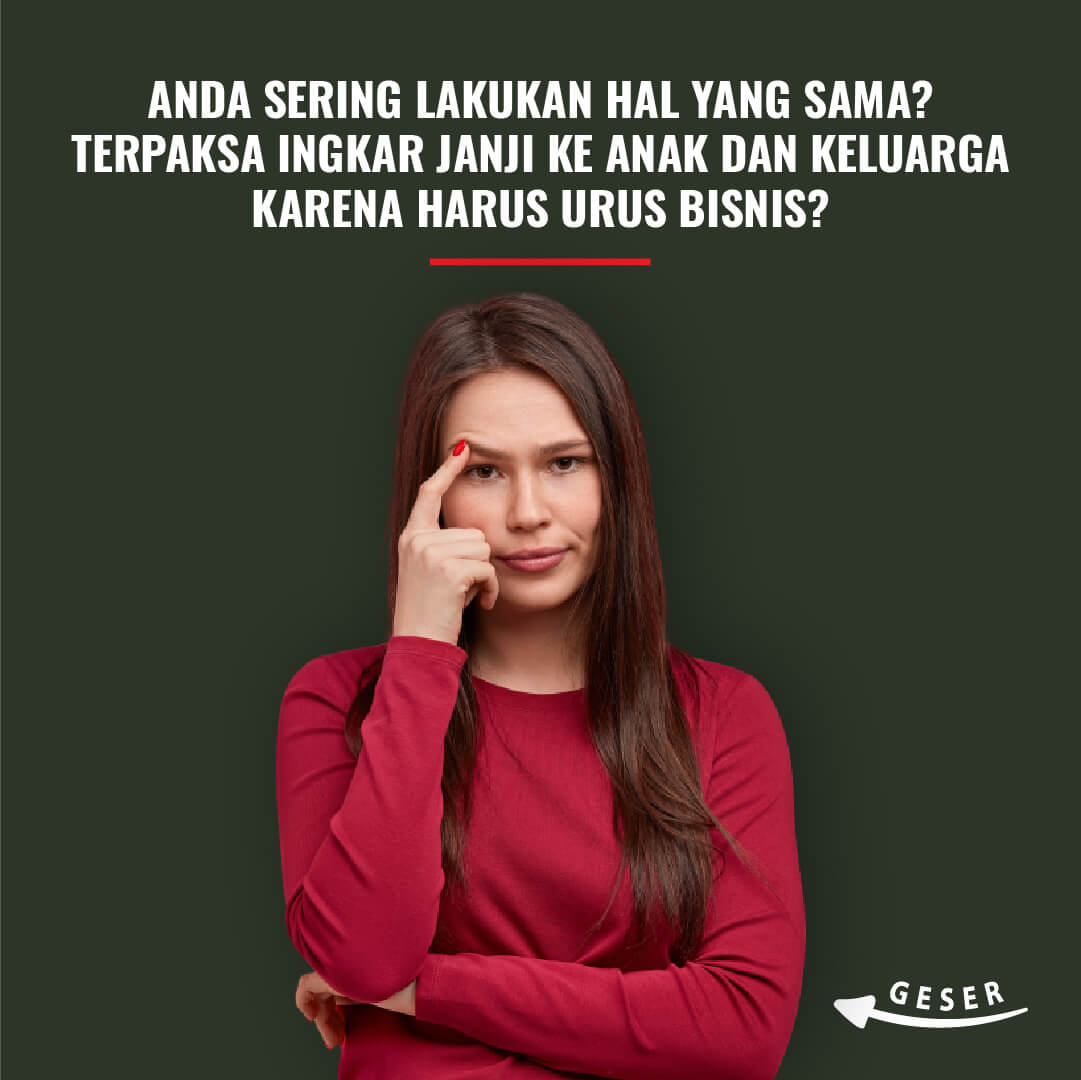 ANDA SERING LAKUKAN HAL YANG SAMA?
TERPAKSA INGKAR JANJI KE ANAK DAN KELUARGA
KARENA HARUS URUS BISNIS?
GESER